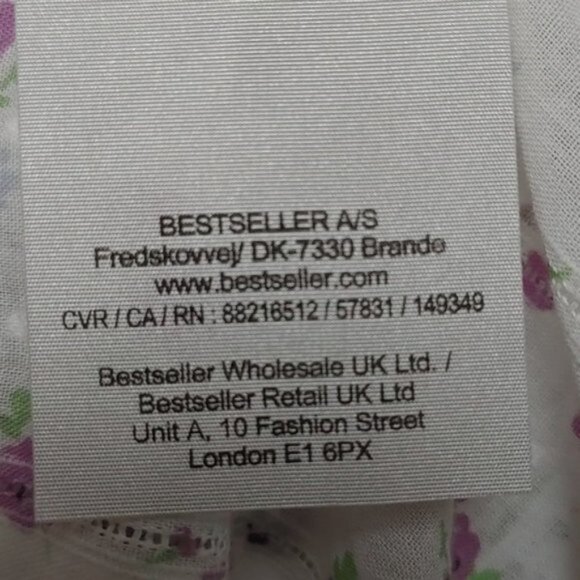 BESTSELLER A/S
Fredskovvej/ DK-7330 Brande
www.bestseller.com
CVR / CA / RN : 88216512 / 57831 / 149349
Bestseller Wholesale UK Ltd. /
Bestseller Retail UK Ltd
Unit A, 10 Fashion Street
London E1 6PX